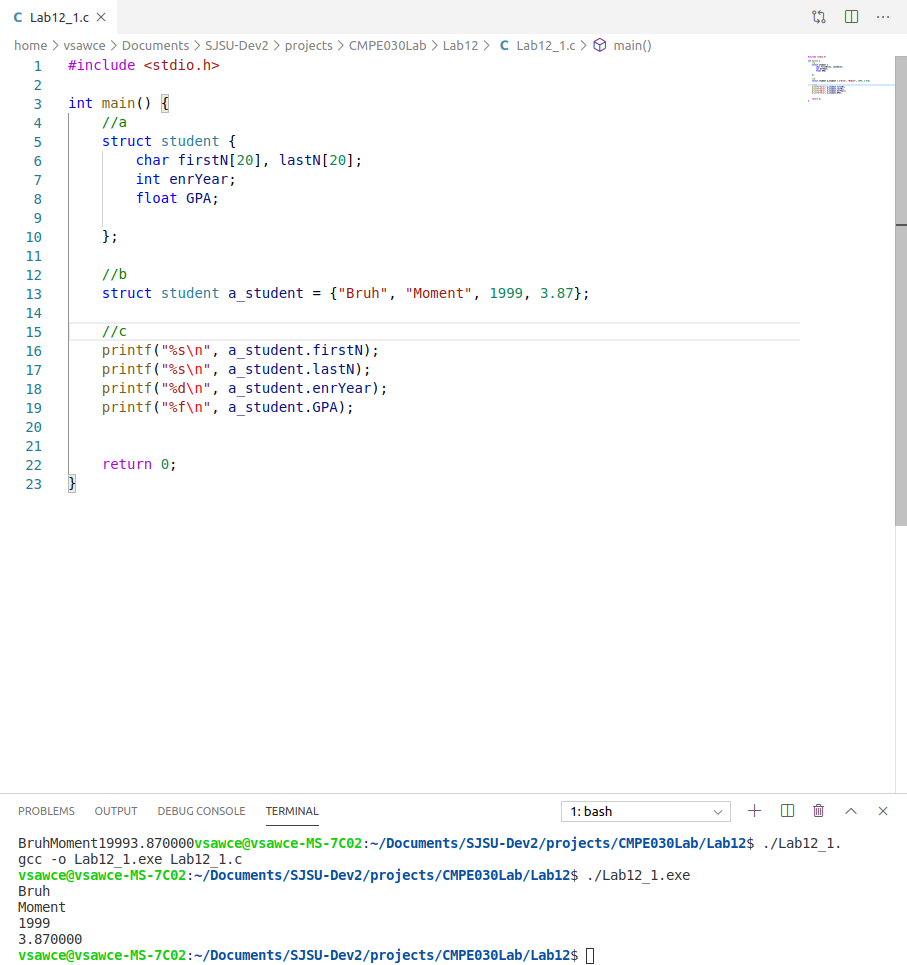 C Lab12_1.c
home > vsawce > Documents > SJSU-Dev2 > projects > CMPE030Lab > Lab12 > C Lab12_1.c > main()
1 #include <stdio.h>
2
3 int main() {
4 //a
5 struct student {
6 char firstN[20], lastN[20];
7 int enrYear;
8 float GPA;
9
10 };
11
12 //b
13 struct student a_student = {"Bruh", "Moment", 1999, 3.87};
14
15 //c
16 printf("%s\n", a_student.firstN);
17 printf("%s\n", a_student.lastN);
18 printf("%d\n", a_student.enrYear);
19 printf("%f\n", a_student.GPA);
20
21
22 return 0;
23 }
PROBLEMS OUTPUT DEBUG CONSOLE TERMINAL 1: bash
BruhMoment19993.870000vsawce@vsawce-MS-7C02:~/Documents/SJSU-Dev2/projects/CMPE030Lab/Lab12$ ./Lab12_1.
gcc -o Lab12_1.exe Lab12_1.c
vsawce@vsawce-MS-7C02:~/Documents/SJSU-Dev2/projects/CMPE030Lab/Lab12$ ./Lab12_1.exe
Bruh
Moment
1999
3.870000
vsawce@vsawce-MS-7C02:~/Documents/SJSU-Dev2/projects/CMPE030Lab/Lab12$